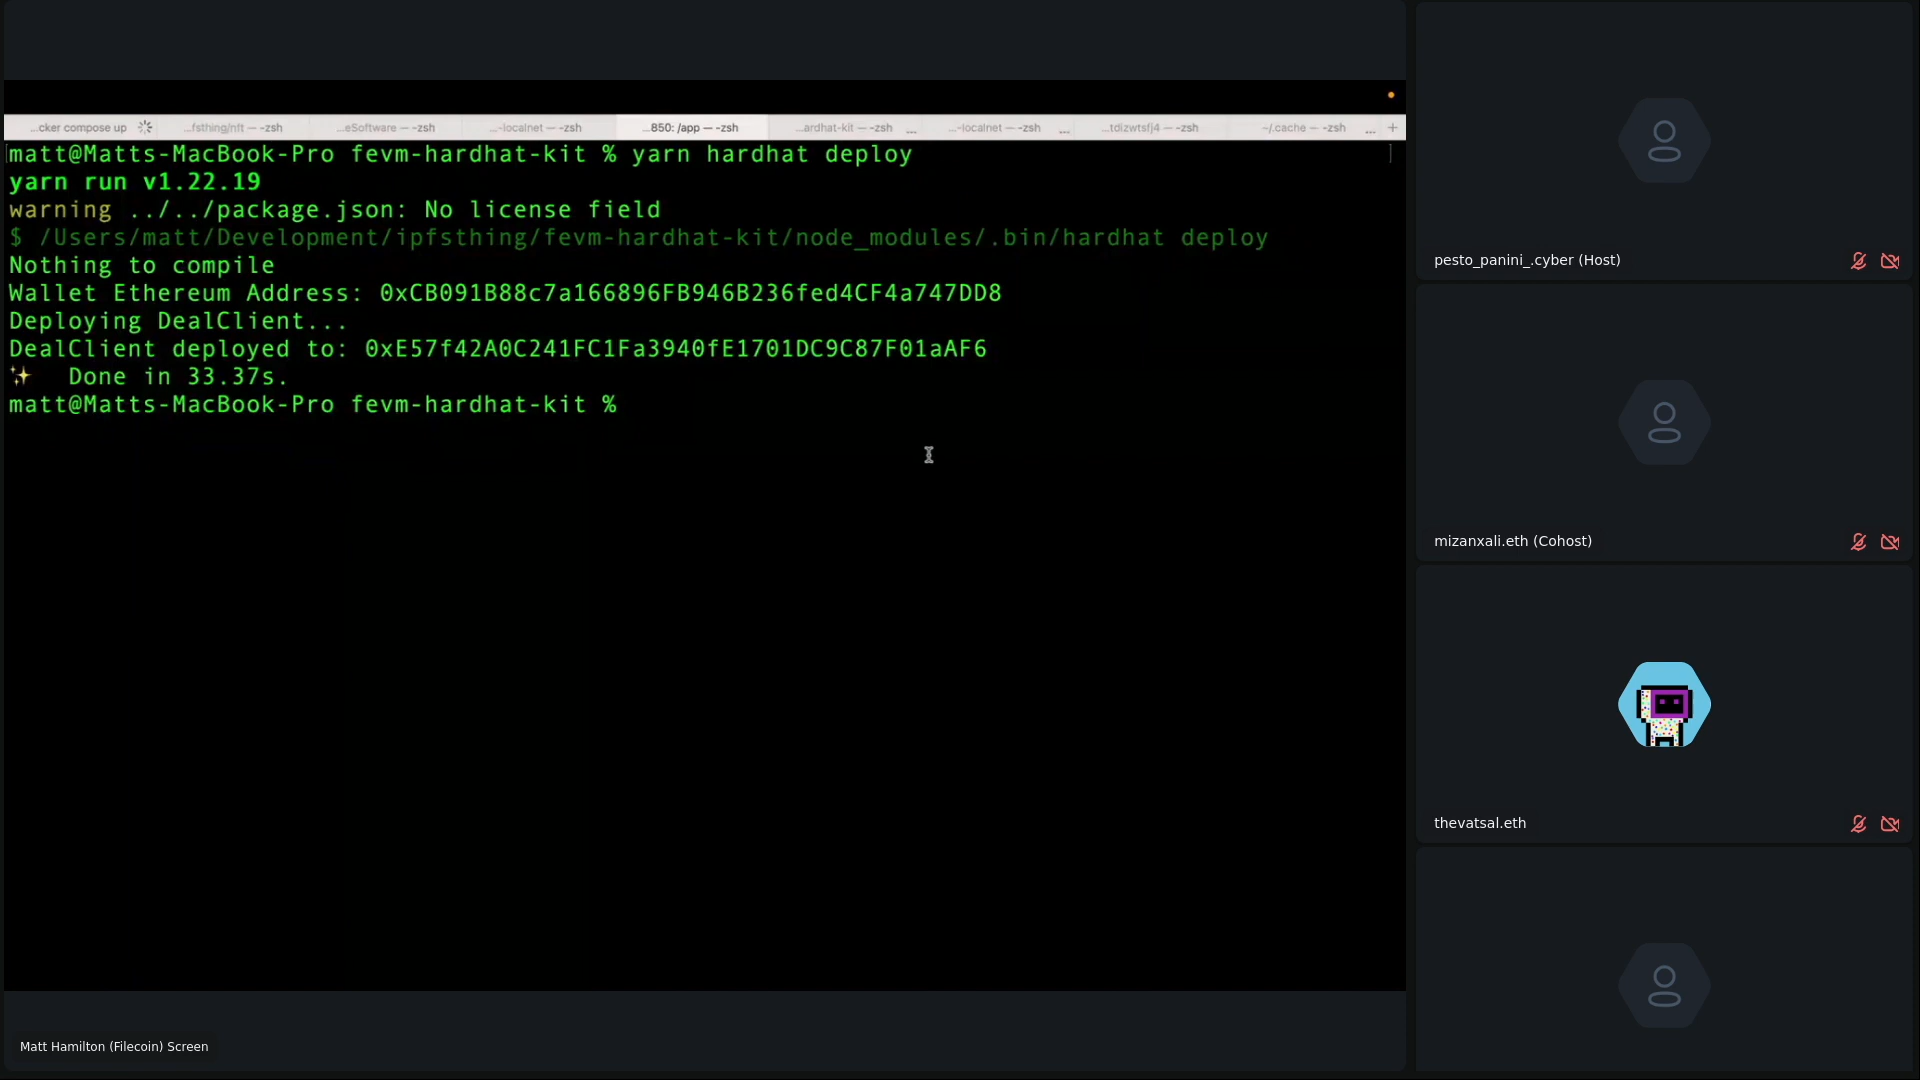 ...cker compose up
...fsthing/nft — -zsh
...eSoftware — -zsh
...-localnet — -zsh
...850: /app — -zsh
...ardhat-kit — -zsh ...
...-localnet — -zsh ...
...tdizwtsfj4 — -zsh
~/.cache — -zsh ... +
matt@Matts-MacBook-Pro fevm-hardhat-kit % yarn hardhat deploy
yarn run v1.22.19
warning ../../package.json: No license field
$ /Users/matt/Development/ipfsthing/fevm-hardhat-kit/node_modules/.bin/hardhat deploy
Nothing to compile
Wallet Ethereum Address: 0xCB091B88c7a166896FB946B236fed4CF4a747DD8
Deploying DealClient...
DealClient deployed to: 0xE57f42A0C241FC1Fa3940fE1701DC9C87F01aAF6
✨ Done in 33.37s.
matt@Matts-MacBook-Pro fevm-hardhat-kit %
Matt Hamilton (Filecoin) Screen
pesto_panini_.cyber (Host)
mizanxali.eth (Cohost)
thevatsal.eth